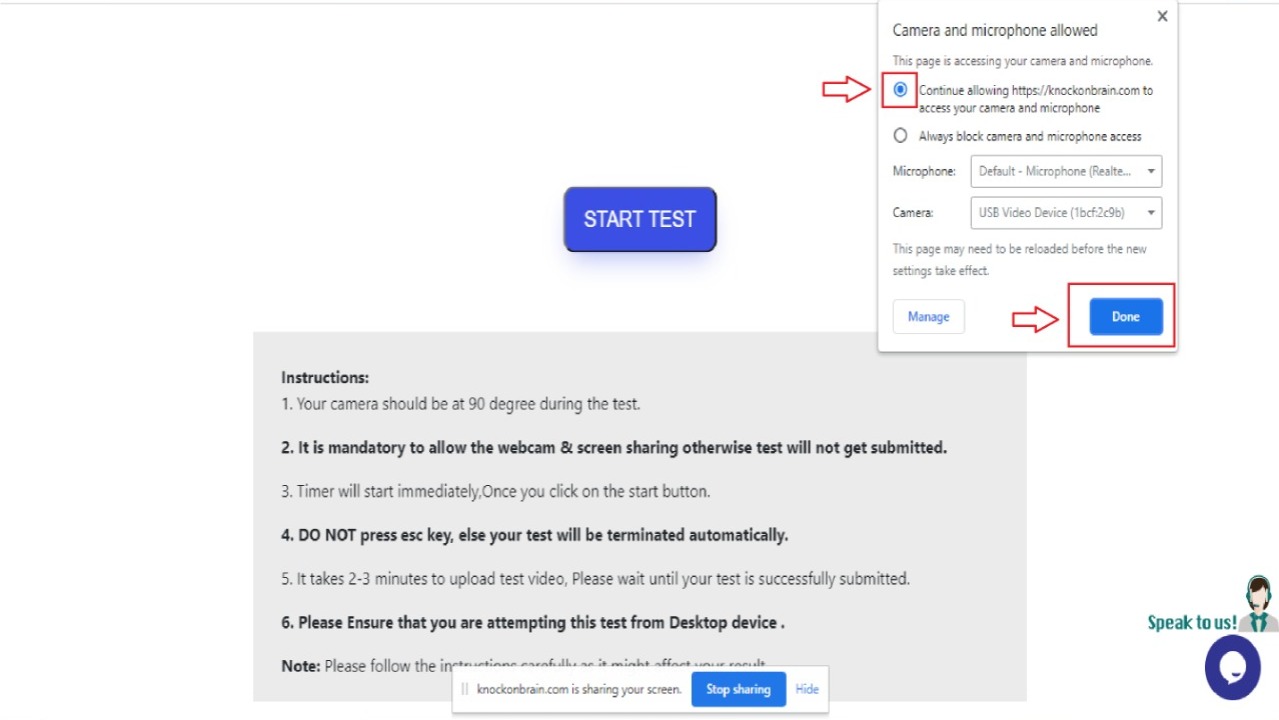 Camera and microphone allowed
This page is accessing your camera and microphone.
Continue allowing https://knockonbrain.com to
access your camera and microphone
Always block camera and microphone access
Microphone: Default - Microphone (Realte...
Camera: USB Video Device (1bcf:2c9b)
This page may need to be reloaded before the new
settings take effect.
Manage
Done
START TEST
Instructions:
1. Your camera should be at 90 degree during the test.
2. It is mandatory to allow the webcam & screen sharing otherwise test will not get submitted.
3. Timer will start immediately,Once you click on the start button.
4. DO NOT press esc key, else your test will be terminated automatically.
5. It takes 2-3 minutes to upload test video, Please wait until your test is successfully submitted.
6. Please Ensure that you are attempting this test from Desktop device .
Note: Please follow the instructions carefully as it might affect your result
knockonbrain.com is sharing your screen. Stop sharing Hide
Speak to us!